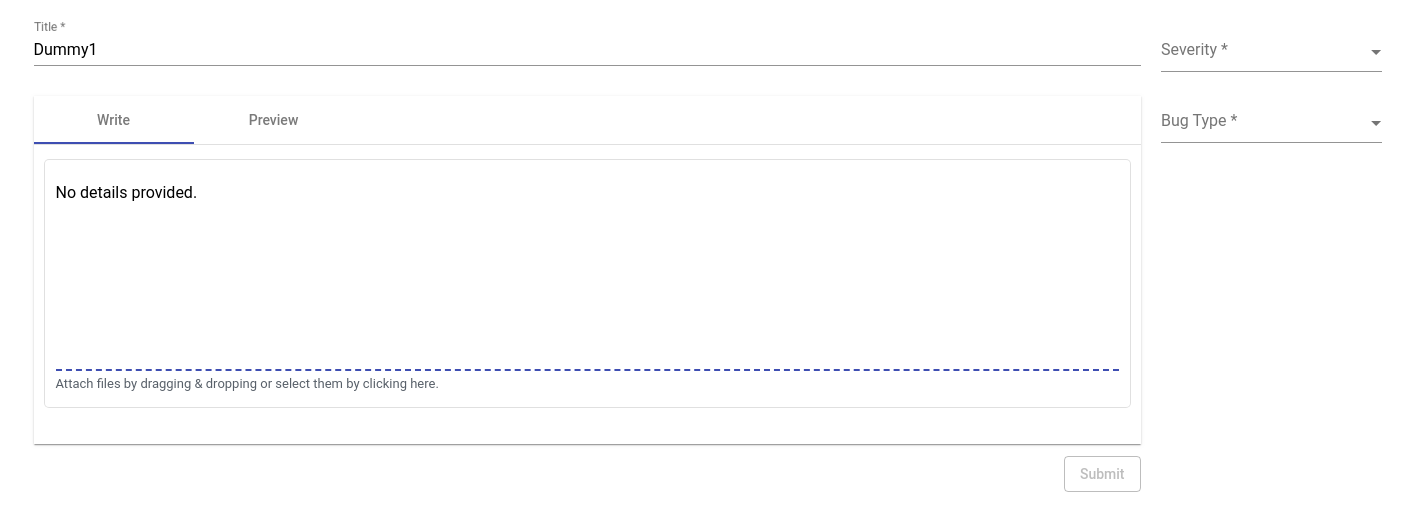 Title *
Dummy1
Severity *
Write
Preview
Bug Type *
No details provided.
Attach files by dragging & dropping or select them by clicking here.
Submit